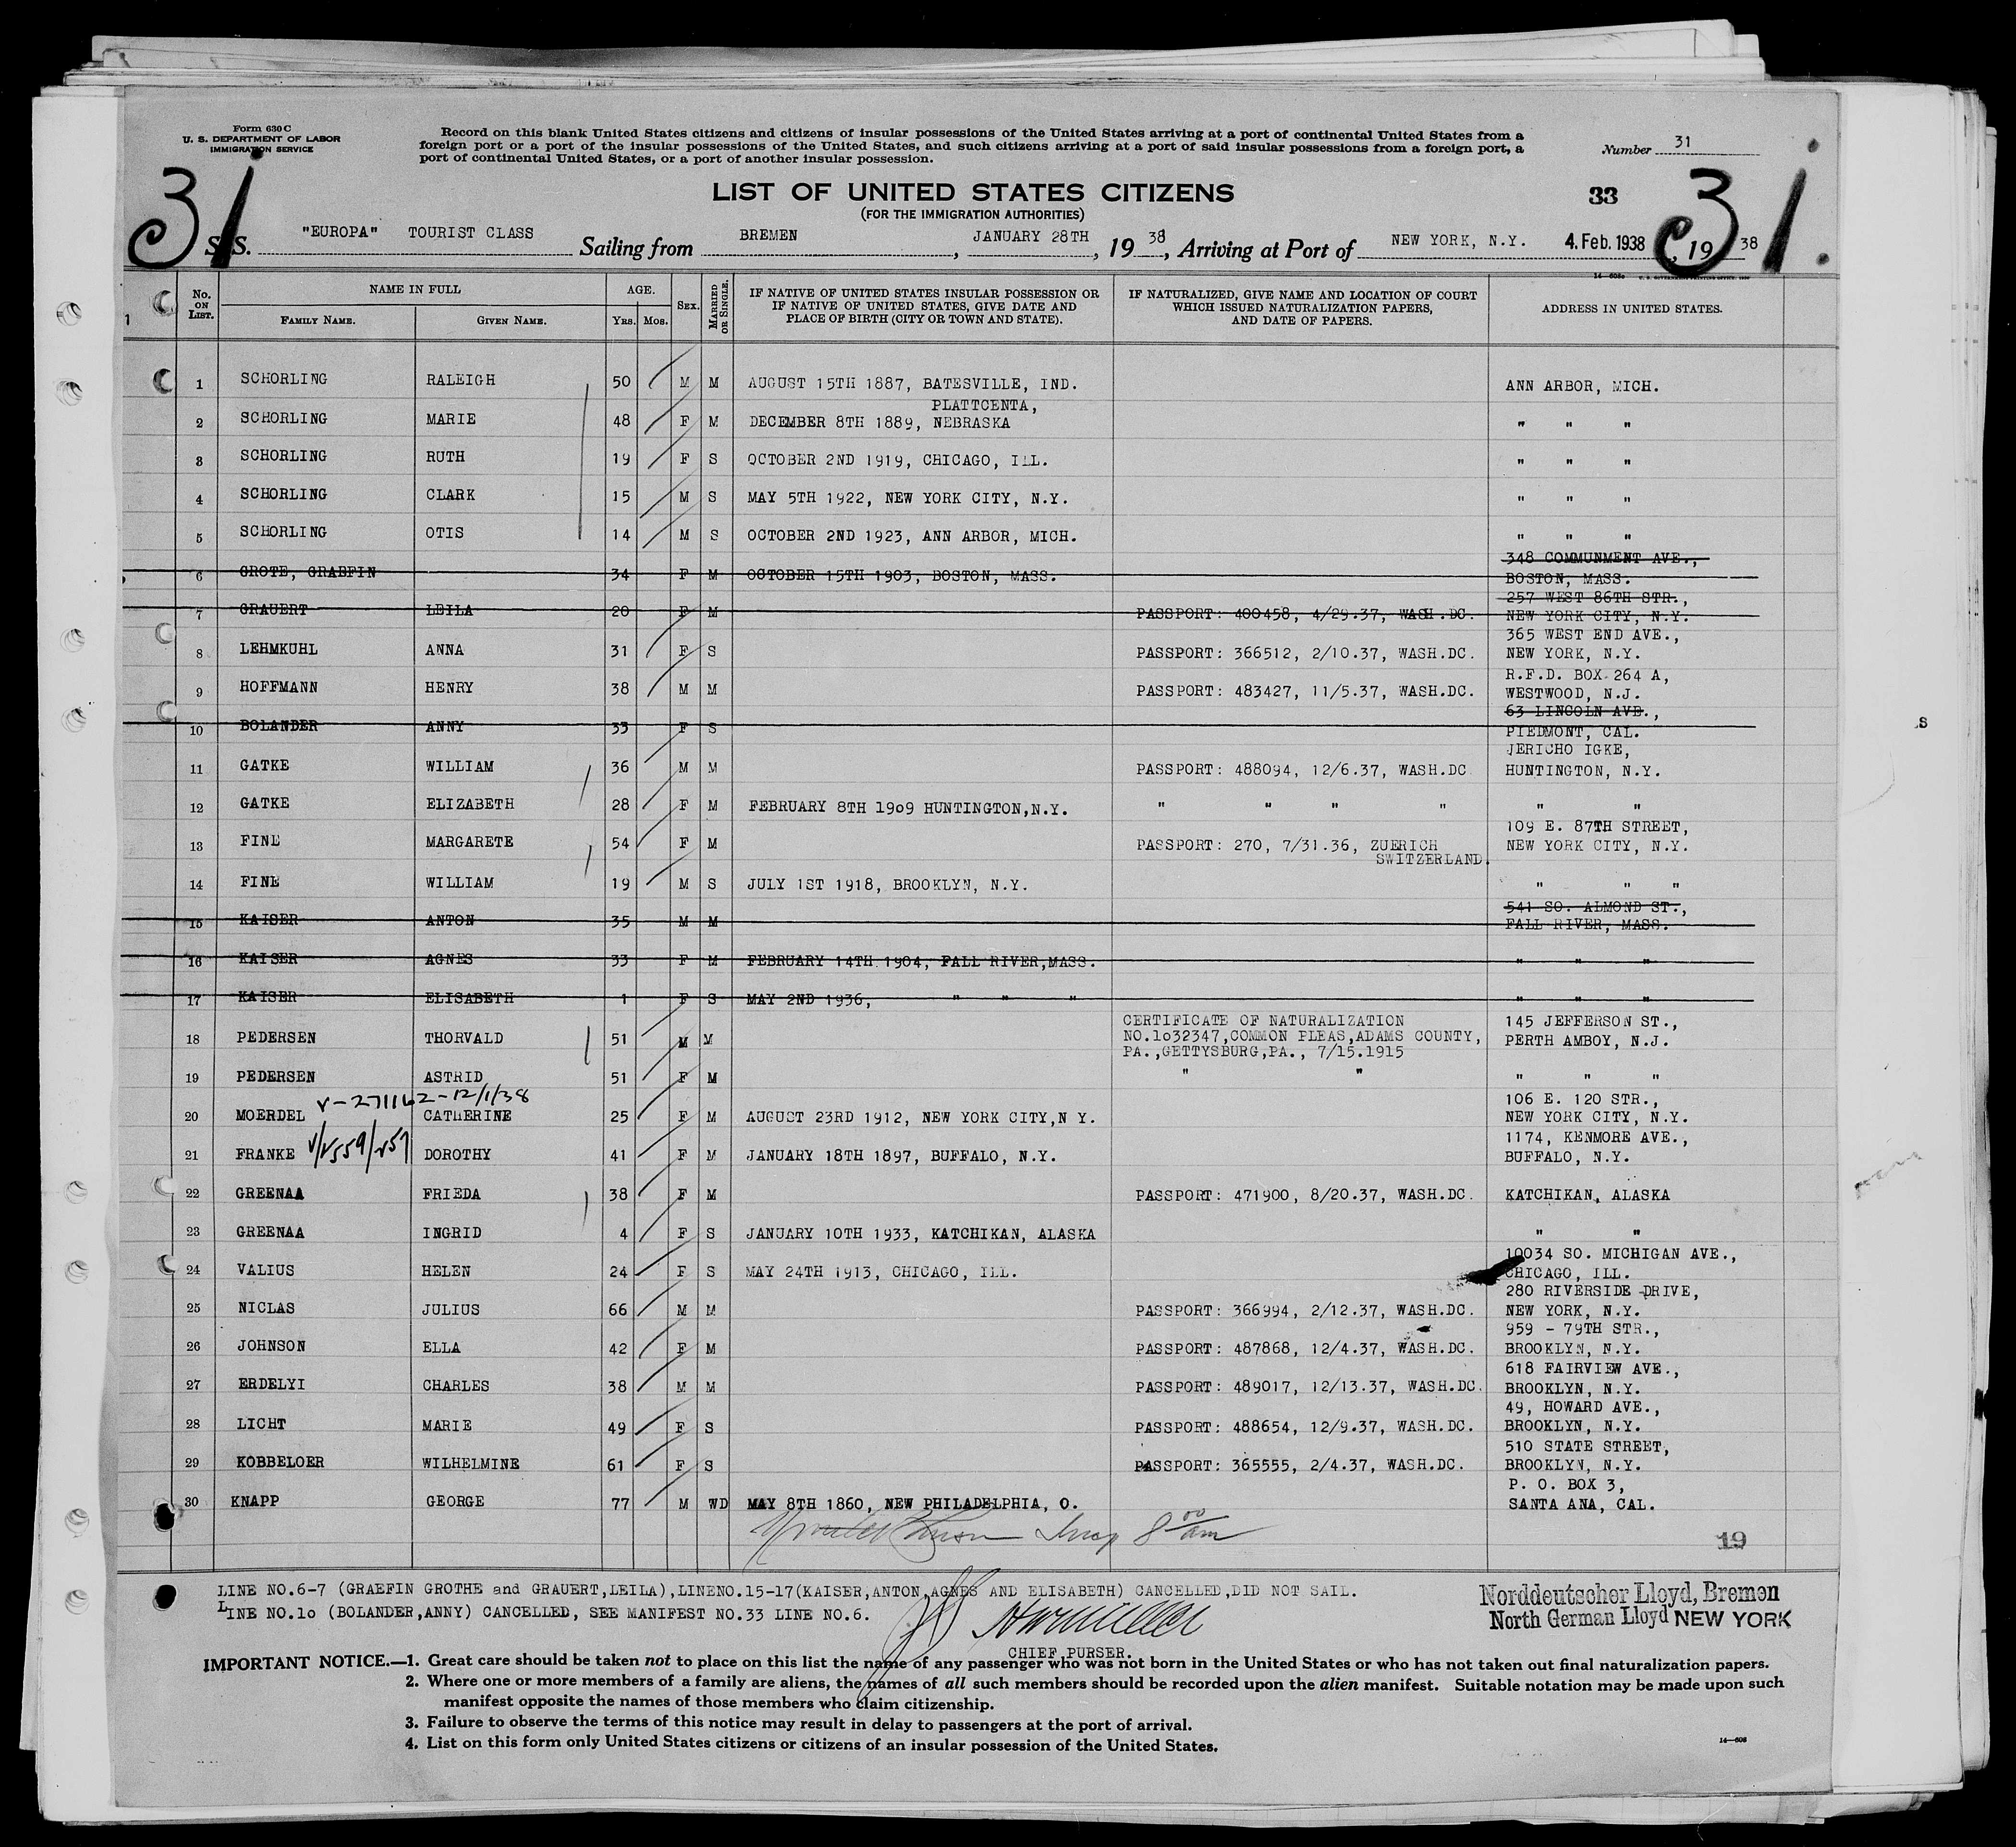 Form 630 C
U. S. DEPARTMENT OF LABOR
IMMIGRATION SERVICE
Record on this blank United States citizens and citizens of insular possessions of the United States arriving at a port of continental United States from a
foreign port or a port of the insular possessions of the United States, and such citizens arriving at a port of said insular possessions from a foreign port, a
port of continental United States, or a port of another insular possession.
Number 31
LIST OF UNITED STATES CITIZENS
(FOR THE IMMIGRATION AUTHORITIES)
33
31
31
S.S. "EUROPA" TOURIST CLASS Sailing from BREMEN, JANUARY 28TH, 19 38, Arriving at Port of NEW YORK, N.Y. 4. Feb. 1938, 19 38
No. ON LIST. NAME IN FULL FAMILY NAME. GIVEN NAME. AGE. YRS. MOS. SEX. MARRIED OR SINGLE. IF NATIVE OF UNITED STATES INSULAR POSSESSION OR IF NATIVE OF UNITED STATES, GIVE DATE AND PLACE OF BIRTH (CITY OR TOWN AND STATE). IF NATURALIZED, GIVE NAME AND LOCATION OF COURT WHICH ISSUED NATURALIZATION PAPERS, AND DATE OF PAPERS. ADDRESS IN UNITED STATES.
1 SCHORLING RALEIGH 50 M M AUGUST 15TH 1887, BATESVILLE, IND. ANN ARBOR, MICH.
PLATTCENTA,
2 SCHORLING MARIE 48 F M DECEMBER 8TH 1889, NEBRASKA " " "
3 SCHORLING RUTH 19 F S OCTOBER 2ND 1919, CHICAGO, ILL. " " "
4 SCHORLING CLARK 15 M S MAY 5TH 1922, NEW YORK CITY, N.Y. " " "
5 SCHORLING OTIS 14 M S OCTOBER 2ND 1923, ANN ARBOR, MICH. " " "
348 COMMUNMENT AVE.,
6 GROTE, GRAEFIN 34 F M OCTOBER 15TH 1903, BOSTON, MASS. BOSTON, MASS.
257 WEST 86TH STR.,
7 GRAUERT LEILA 20 F M PASSPORT: 400458, 4/29.37, WASH.DC. NEW YORK CITY, N.Y.
365 WEST END AVE.,
8 LEHMKUHL ANNA 31 F S PASSPORT: 366512, 2/10.37, WASH.DC. NEW YORK, N.Y.
R.F.D. BOX 264 A,
9 HOFFMANN HENRY 38 M M PASSPORT: 483427, 11/5.37, WASH.DC. WESTWOOD, N.J.
63 LINCOLN AVE.,
10 BOLANDER ANNY 33 F S PIEDMONT, CAL.
JERICHO IGKE,
11 GATKE WILLIAM 36 M M PASSPORT: 488094, 12/6.37, WASH.DC HUNTINGTON, N.Y.
12 GATKE ELIZABETH 28 F M FEBRUARY 8TH 1909 HUNTINGTON,N.Y. " " " " " "
109 E. 87TH STREET,
13 FINE MARGARETE 54 F M PASSPORT: 270, 7/31.36, ZUERICH NEW YORK CITY, N.Y.
SWITZERLAND.
14 FINE WILLIAM 19 M S JULY 1ST 1918, BROOKLYN, N.Y. " " "
541 SO. ALMOND ST.,
15 KAISER ANTON 35 M M FALL RIVER, MASS.
16 KAISER AGNES 33 F M FEBRUARY 14TH 1904, FALL RIVER,MASS. " " "
17 KAISER ELISABETH 1 F S MAY 2ND 1936, " " " " " "
CERTIFICATE OF NATURALIZATION 145 JEFFERSON ST.,
18 PEDERSEN THORVALD 51 M M NO.1032347,COMMON PLEAS,ADAMS COUNTY, PERTH AMBOY, N.J.
PA.,GETTYSBURG,PA., 7/15.1915
19 PEDERSEN ASTRID 51 F M " " " " "
V-271162-12/1/38 106 E. 120 STR.,
20 MOERDEL CATHERINE 25 F M AUGUST 23RD 1912, NEW YORK CITY,N Y. NEW YORK CITY, N.Y.
1174, KENMORE AVE.,
21 FRANKE DOROTHY 41 F M JANUARY 18TH 1897, BUFFALO, N.Y. BUFFALO, N.Y.
22 GREENAA FRIEDA 38 F M PASSPORT: 471900, 8/20.37, WASH.DC. KATCHIKAN, ALASKA
23 GREENAA INGRID 4 F S JANUARY 10TH 1933, KATCHIKAN, ALASKA " "
10034 SO. MICHIGAN AVE.,
24 VALIUS HELEN 24 F S MAY 24TH 1913, CHICAGO, ILL. CHICAGO, ILL.
280 RIVERSIDE DRIVE,
25 NICLAS JULIUS 66 M M PASSPORT: 366994, 2/12.37, WASH.DC. NEW YORK, N.Y.
959 - 79TH STR.,
26 JOHNSON ELLA 42 F M PASSPORT: 487868, 12/4.37, WASH.DC. BROOKLYN, N.Y.
618 FAIRVIEW AVE.,
27 ERDELYI CHARLES 38 M M PASSPORT: 489017, 12/13.37, WASH.DC. BROOKLYN, N.Y.
49, HOWARD AVE.,
28 LICHT MARIE 49 F S PASSPORT: 488654, 12/9.37, WASH.DC. BROOKLYN, N.Y.
510 STATE STREET,
29 KOBBELOER WILHELMINE 61 F S PASSPORT: 365555, 2/4.37, WASH.DC. BROOKLYN, N.Y.
P. O. BOX 3,
30 KNAPP GEORGE 77 M WD MAY 8TH 1860, NEW PHILADELPHIA, O. SANTA ANA, CAL.
8 00 am
19
LINE NO.6-7 (GRAEFIN GROTHE and GRAUERT,LEILA),LINENO.15-17(KAISER,ANTON,AGNES AND ELISABETH) CANCELLED,DID NOT SAIL.
LINE NO.10 (BOLANDER,ANNY) CANCELLED, SEE MANIFEST NO.33 LINE NO.6.
Norddeutscher Lloyd, Bremen
North German Lloyd NEW YORK
CHIEF PURSER.
IMPORTANT NOTICE.—1. Great care should be taken not to place on this list the name of any passenger who was not born in the United States or who has not taken out final naturalization papers.
2. Where one or more members of a family are aliens, the names of all such members should be recorded upon the alien manifest. Suitable notation may be made upon such
manifest opposite the names of those members who claim citizenship.
3. Failure to observe the terms of this notice may result in delay to passengers at the port of arrival.
4. List on this form only United States citizens or citizens of an insular possession of the United States.
14—608